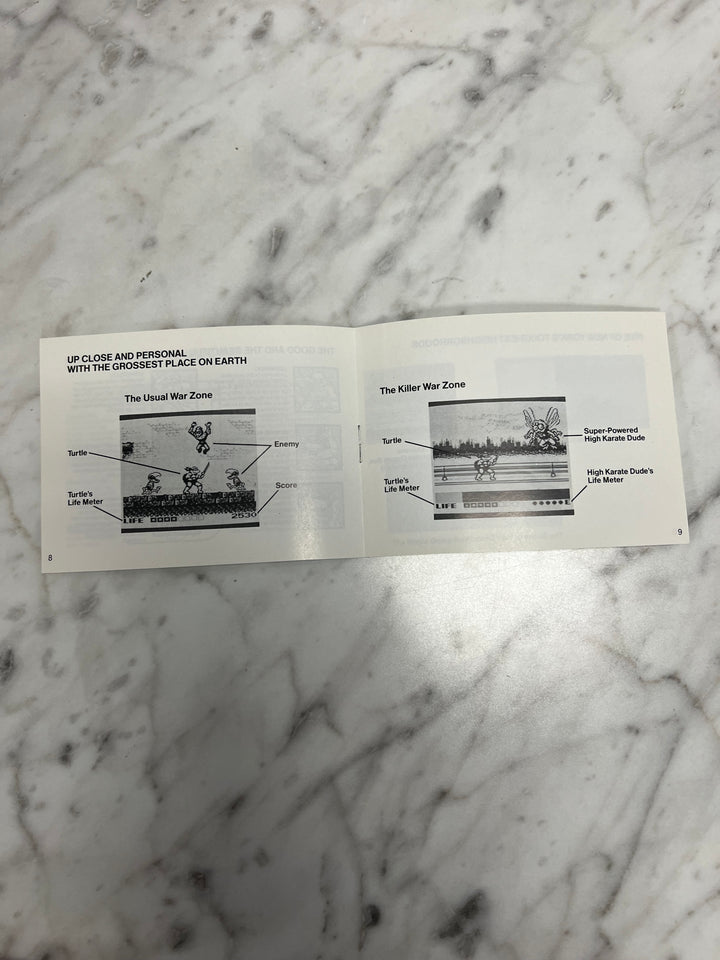 UP CLOSE AND PERSONAL
WITH THE GROSSEST PLACE ON EARTH
The Usual War Zone
Turtle
Enemy
Turtle's
Life Meter
Score
LIFE
2530
8
The Killer War Zone
Turtle
Super-Powered
High Karate Dude
Turtle's
Life Meter
High Karate Dude's
Life Meter
LIFE
9